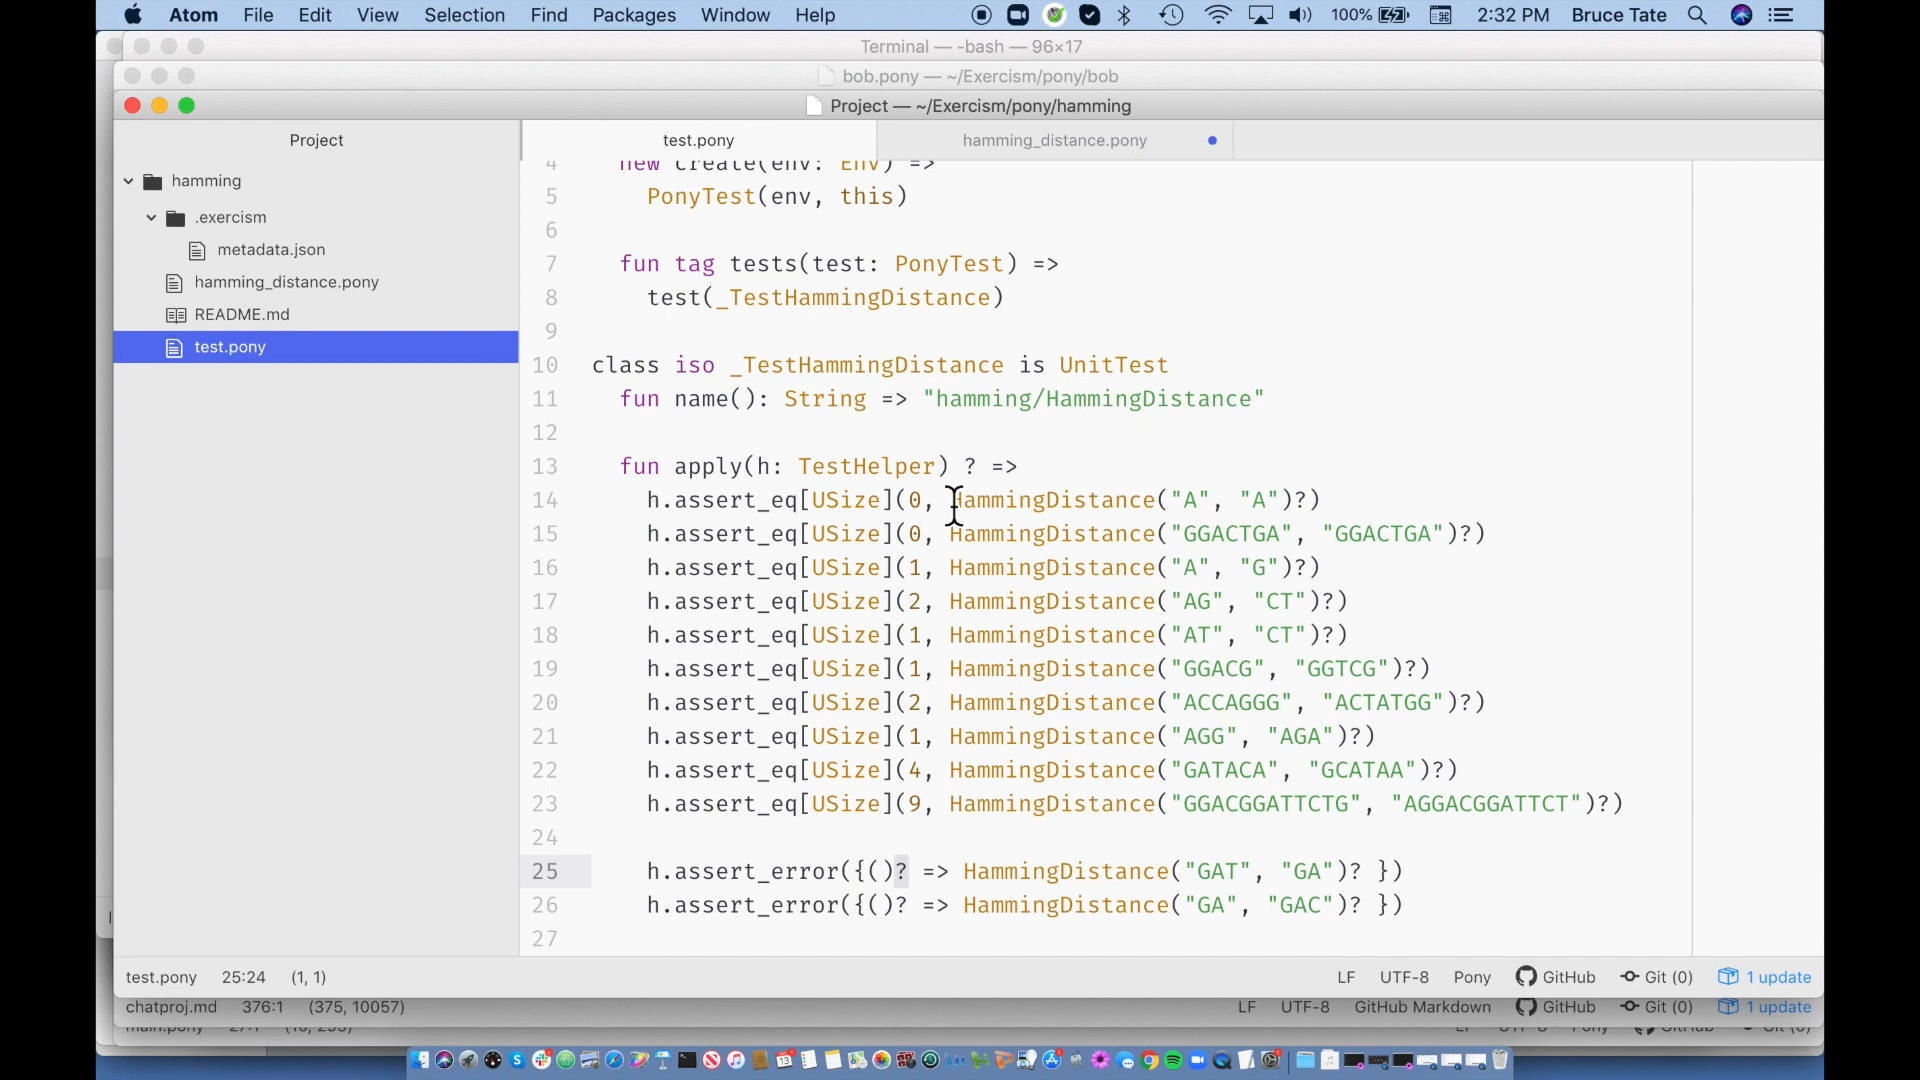 Atom File Edit View Selection Find Packages Window Help 100% 2:32 PM Bruce Tate
Terminal — -bash — 96×17
bob.pony — ~/Exercism/pony/bob
Project — ~/Exercism/pony/hamming
Project
test.pony
hamming_distance.pony
hamming
.exercism
metadata.json
hamming_distance.pony
README.md
test.pony
4 new create(env: Env) =>
5 PonyTest(env, this)
6
7 fun tag tests(test: PonyTest) =>
8 test(_TestHammingDistance)
9
10 class iso _TestHammingDistance is UnitTest
11 fun name(): String => "hamming/HammingDistance"
12
13 fun apply(h: TestHelper) ? =>
14 h.assert_eq[USize](0, HammingDistance("A", "A")?)
15 h.assert_eq[USize](0, HammingDistance("GGACTGA", "GGACTGA")?)
16 h.assert_eq[USize](1, HammingDistance("A", "G")?)
17 h.assert_eq[USize](2, HammingDistance("AG", "CT")?)
18 h.assert_eq[USize](1, HammingDistance("AT", "CT")?)
19 h.assert_eq[USize](1, HammingDistance("GGACG", "GGTCG")?)
20 h.assert_eq[USize](2, HammingDistance("ACCAGGG", "ACTATGG")?)
21 h.assert_eq[USize](1, HammingDistance("AGG", "AGA")?)
22 h.assert_eq[USize](4, HammingDistance("GATACA", "GCATAA")?)
23 h.assert_eq[USize](9, HammingDistance("GGACGGATTCTG", "AGGACGGATTCT")?)
24
25 h.assert_error({()? => HammingDistance("GAT", "GA")? })
26 h.assert_error({()? => HammingDistance("GA", "GAC")? })
27
test.pony 25:24 (1, 1) LF UTF-8 Pony GitHub Git (0) 1 update
chatproj.md 376:1 (375, 10057) LF UTF-8 GitHub Markdown GitHub Git (0) 1 update